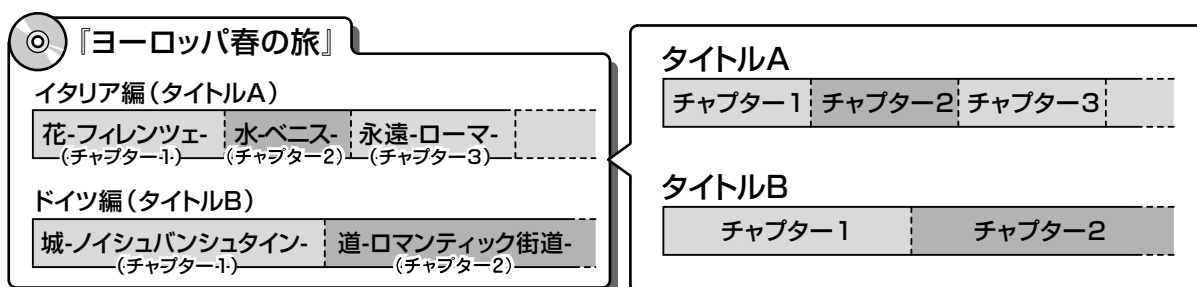 『ヨーロッパ春の旅』
イタリア編(タイトルA)
花-フィレンツェ- 水-ベニス- 永遠-ローマ-
(チャプター1) (チャプター2) (チャプター3)
ドイツ編(タイトルB)
城-ノイシュバンシュタイン- 道-ロマンティック街道-
(チャプター1) (チャプター2)
タイトルA
チャプター1 チャプター2 チャプター3
タイトルB
チャプター1 チャプター2